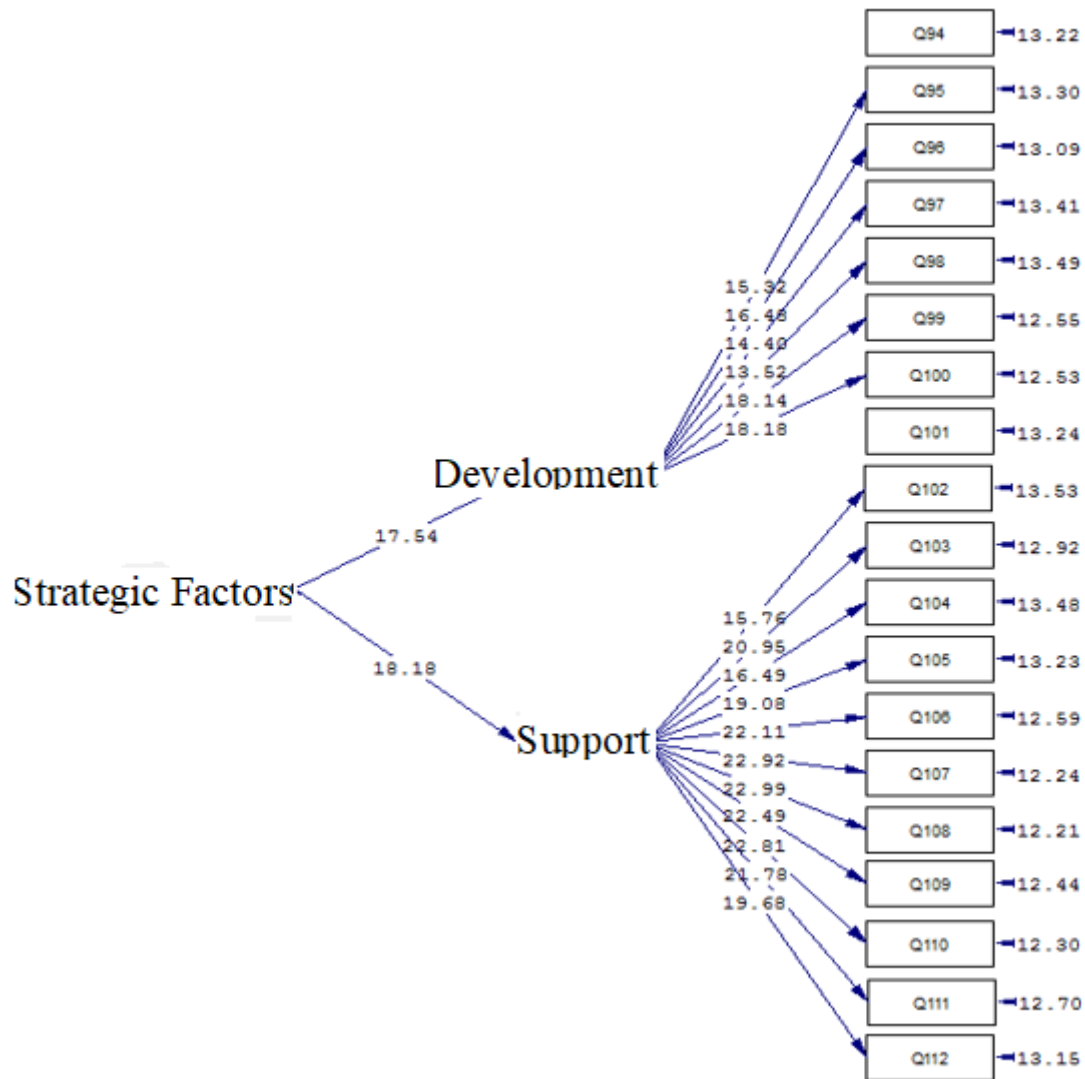 Q94 13.22
Q95 13.30
Q96 13.09
Q97 13.41
Q98 13.49
Q99 12.55
Q100 12.53
Q101 13.24
Q102 13.53
Q103 12.92
Q104 13.48
Q105 13.23
Q106 12.59
Q107 12.24
Q108 12.21
Q109 12.44
Q110 12.30
Q111 12.70
Q112 13.15
15.32
16.48
14.40
13.52
18.14
18.18
Development
17.54
Strategic Factors
18.18
Support
15.76
20.95
16.49
19.08
22.11
22.92
22.99
22.49
22.81
21.78
19.68